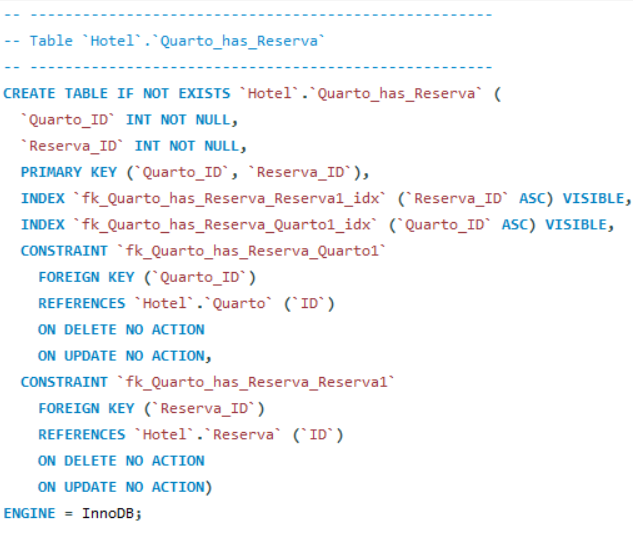 -- -----------------------------------------------------
-- Table `Hotel`.`Quarto_has_Reserva`
-- -----------------------------------------------------
CREATE TABLE IF NOT EXISTS `Hotel`.`Quarto_has_Reserva` (
  `Quarto_ID` INT NOT NULL,
  `Reserva_ID` INT NOT NULL,
  PRIMARY KEY (`Quarto_ID`, `Reserva_ID`),
  INDEX `fk_Quarto_has_Reserva_Reserva1_idx` (`Reserva_ID` ASC) VISIBLE,
  INDEX `fk_Quarto_has_Reserva_Quarto1_idx` (`Quarto_ID` ASC) VISIBLE,
  CONSTRAINT `fk_Quarto_has_Reserva_Quarto1`
    FOREIGN KEY (`Quarto_ID`)
    REFERENCES `Hotel`.`Quarto` (`ID`)
    ON DELETE NO ACTION
    ON UPDATE NO ACTION,
  CONSTRAINT `fk_Quarto_has_Reserva_Reserva1`
    FOREIGN KEY (`Reserva_ID`)
    REFERENCES `Hotel`.`Reserva` (`ID`)
    ON DELETE NO ACTION
    ON UPDATE NO ACTION)
ENGINE = InnoDB;